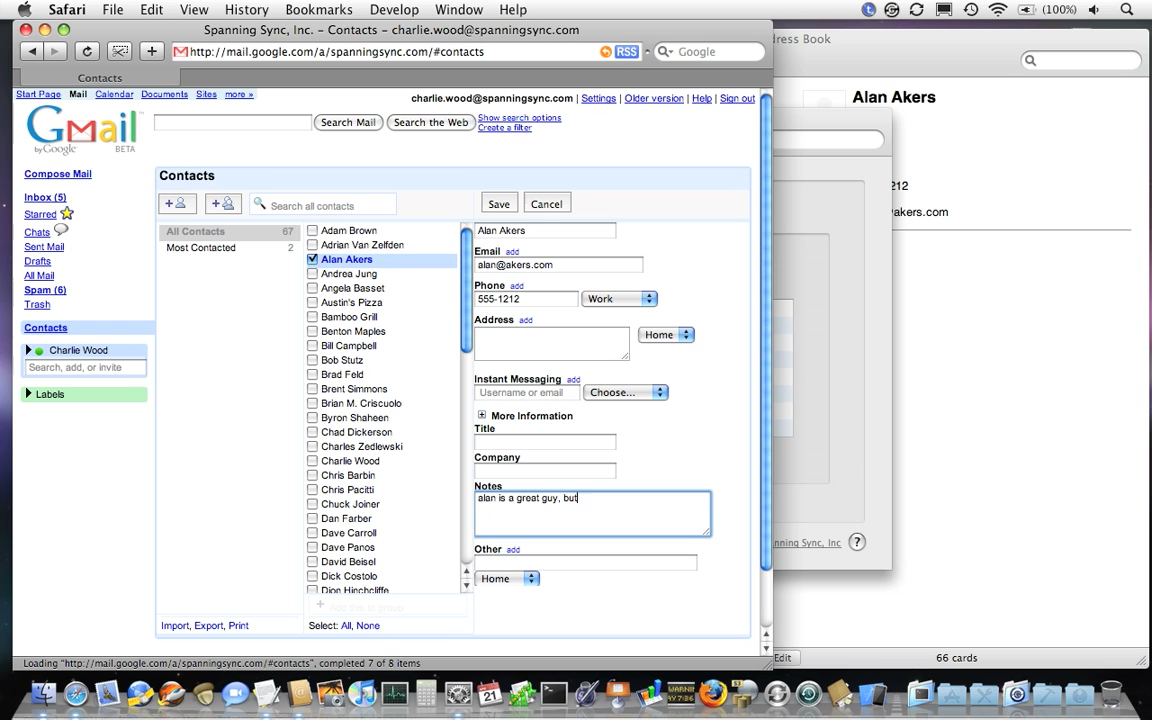 Safari File Edit View History Bookmarks Develop Window Help (100%)
Spanning Sync, Inc. - Contacts - charlie.wood@spanningsync.com
http://mail.google.com/a/spanningsync.com/#contacts RSS Google
Contacts
Start Page Mail Calendar Documents Sites more »
charlie.wood@spanningsync.com | Settings | Older version | Help | Sign out
Gmail
by Google BETA
Search Mail Search the Web
Show search options
Create a filter
Compose Mail
Inbox (5)
Starred
Chats
Sent Mail
Drafts
All Mail
Spam (6)
Trash
Contacts
Charlie Wood
Search, add, or invite
Labels
Contacts
Search all contacts
Save Cancel
All Contacts 67
Most Contacted 2
Adam Brown
Adrian Van Zelfden
Alan Akers
Andrea Jung
Angela Basset
Austin's Pizza
Bamboo Grill
Benton Maples
Bill Campbell
Bob Stutz
Brad Feld
Brent Simmons
Brian M. Criscuolo
Byron Shaheen
Chad Dickerson
Charles Zedlewski
Charlie Wood
Chris Barbin
Chris Pacitti
Chuck Joiner
Dan Farber
Dave Carroll
Dave Panos
David Beisel
Dick Costolo
Dion Hinchcliffe
Import, Export, Print
Select: All, None
Alan Akers
Email add
alan@akers.com
Phone add
555-1212 Work
Address add
Home
Instant Messaging add
Username or email Choose...
More Information
Title
Company
Notes
alan is a great guy, but
Other add
Home
Loading "http://mail.google.com/a/spanningsync.com/#contacts", completed 7 of 8 items
dress Book
Alan Akers
212
akers.com
nning Sync, Inc ?
Edit 66 cards
21